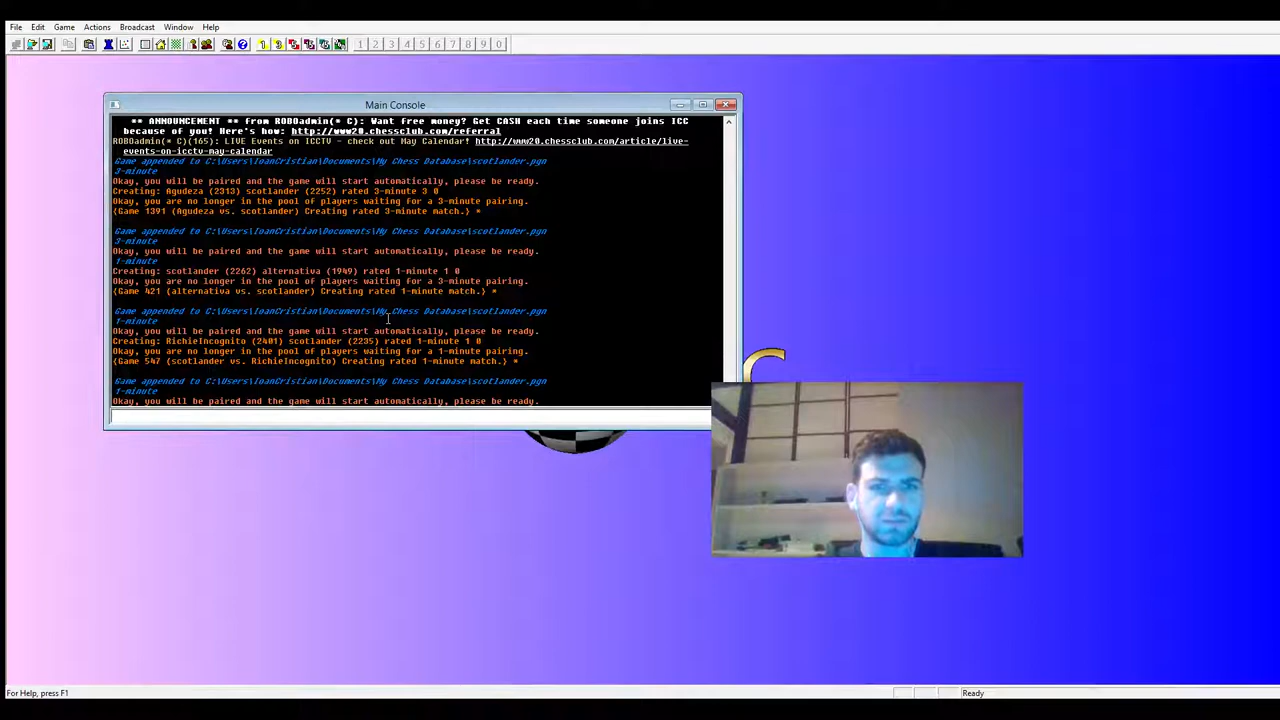 File Edit Game Actions Broadcast Window Help
1 3 1 2 3 4 5 6 7 8 9 0
Main Console
** ANNOUNCEMENT ** from ROBOadmin(* C): Want free money? Get CASH each time someone joins ICC
because of you! Here's how: http://www20.chessclub.com/referral
ROBOadmin(* C)(165): LIVE Events on ICCTV - check out May Calendar! http://www20.chessclub.com/article/live-
events-on-icctv-may-calendar
Game appended to C:\Users\IoanCristian\Documents\My Chess Database\scotlander.pgn
3-minute
Okay, you will be paired and the game will start automatically, please be ready.
Creating: Agudeza (2313) scotlander (2252) rated 3-minute 3 0
Okay, you are no longer in the pool of players waiting for a 3-minute pairing.
{Game 1391 (Agudeza vs. scotlander) Creating rated 3-minute match.} *
Game appended to C:\Users\IoanCristian\Documents\My Chess Database\scotlander.pgn
3-minute
Okay, you will be paired and the game will start automatically, please be ready.
1-minute
Creating: scotlander (2262) alternativa (1949) rated 1-minute 1 0
Okay, you are no longer in the pool of players waiting for a 3-minute pairing.
{Game 421 (alternativa vs. scotlander) Creating rated 1-minute match.} *
Game appended to C:\Users\IoanCristian\Documents\My Chess Database\scotlander.pgn
1-minute
Okay, you will be paired and the game will start automatically, please be ready.
Creating: RichieIncognito (2401) scotlander (2235) rated 1-minute 1 0
Okay, you are no longer in the pool of players waiting for a 1-minute pairing.
{Game 547 (scotlander vs. RichieIncognito) Creating rated 1-minute match.} *
Game appended to C:\Users\IoanCristian\Documents\My Chess Database\scotlander.pgn
1-minute
Okay, you will be paired and the game will start automatically, please be ready.
For Help, press F1
Ready